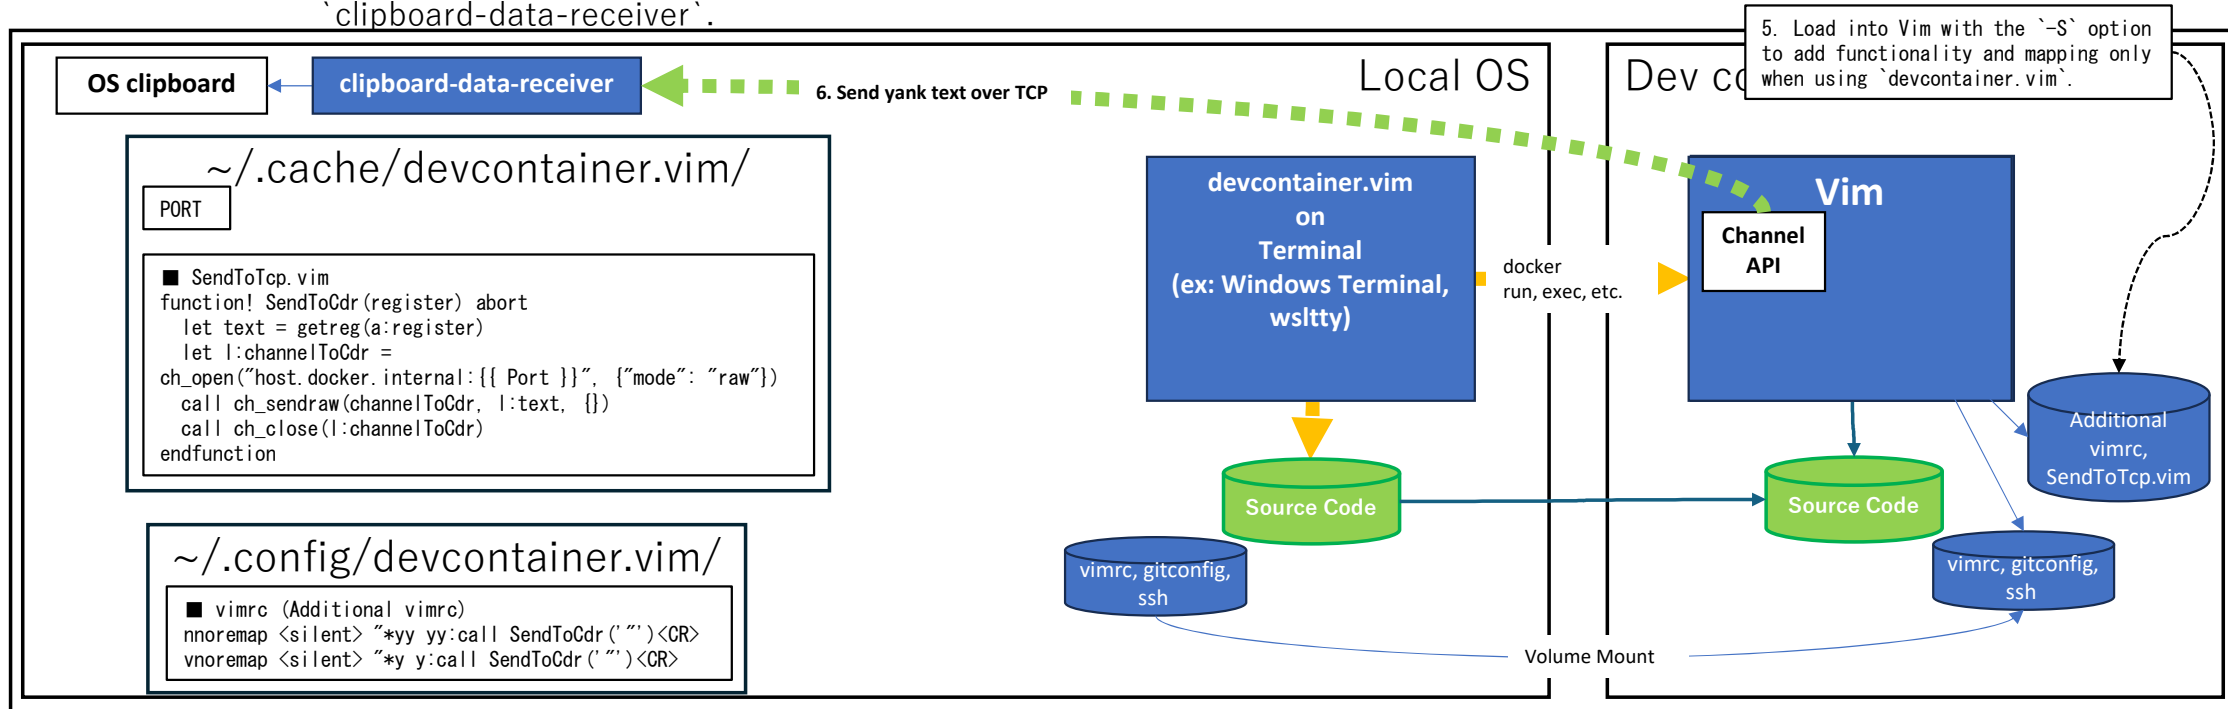 `clipboard-data-receiver`.
5. Load into Vim with the `-S` option
to add functionality and mapping only
when using `devcontainer.vim`.
OS clipboard
clipboard-data-receiver
6. Send yank text over TCP
Local OS
Dev co
~/.cache/devcontainer.vim/
PORT
■ SendToTcp.vim
function! SendToCdr(register) abort
  let text = getreg(a:register)
  let l:channelToCdr =
ch_open("host.docker.internal:{{ Port }}", {"mode": "raw"})
  call ch_sendraw(channelToCdr, l:text, {})
  call ch_close(l:channelToCdr)
endfunction
~/.config/devcontainer.vim/
■ vimrc (Additional vimrc)
nnoremap <silent> "*yy yy:call SendToCdr('"')<CR>
vnoremap <silent> "*y y:call SendToCdr('"')<CR>
devcontainer.vim
on
Terminal
(ex: Windows Terminal,
wsltty)
docker
run, exec, etc.
Vim
Channel
API
Source Code
Source Code
Additional
vimrc,
SendToTcp.vim
vimrc, gitconfig,
ssh
vimrc, gitconfig,
ssh
Volume Mount